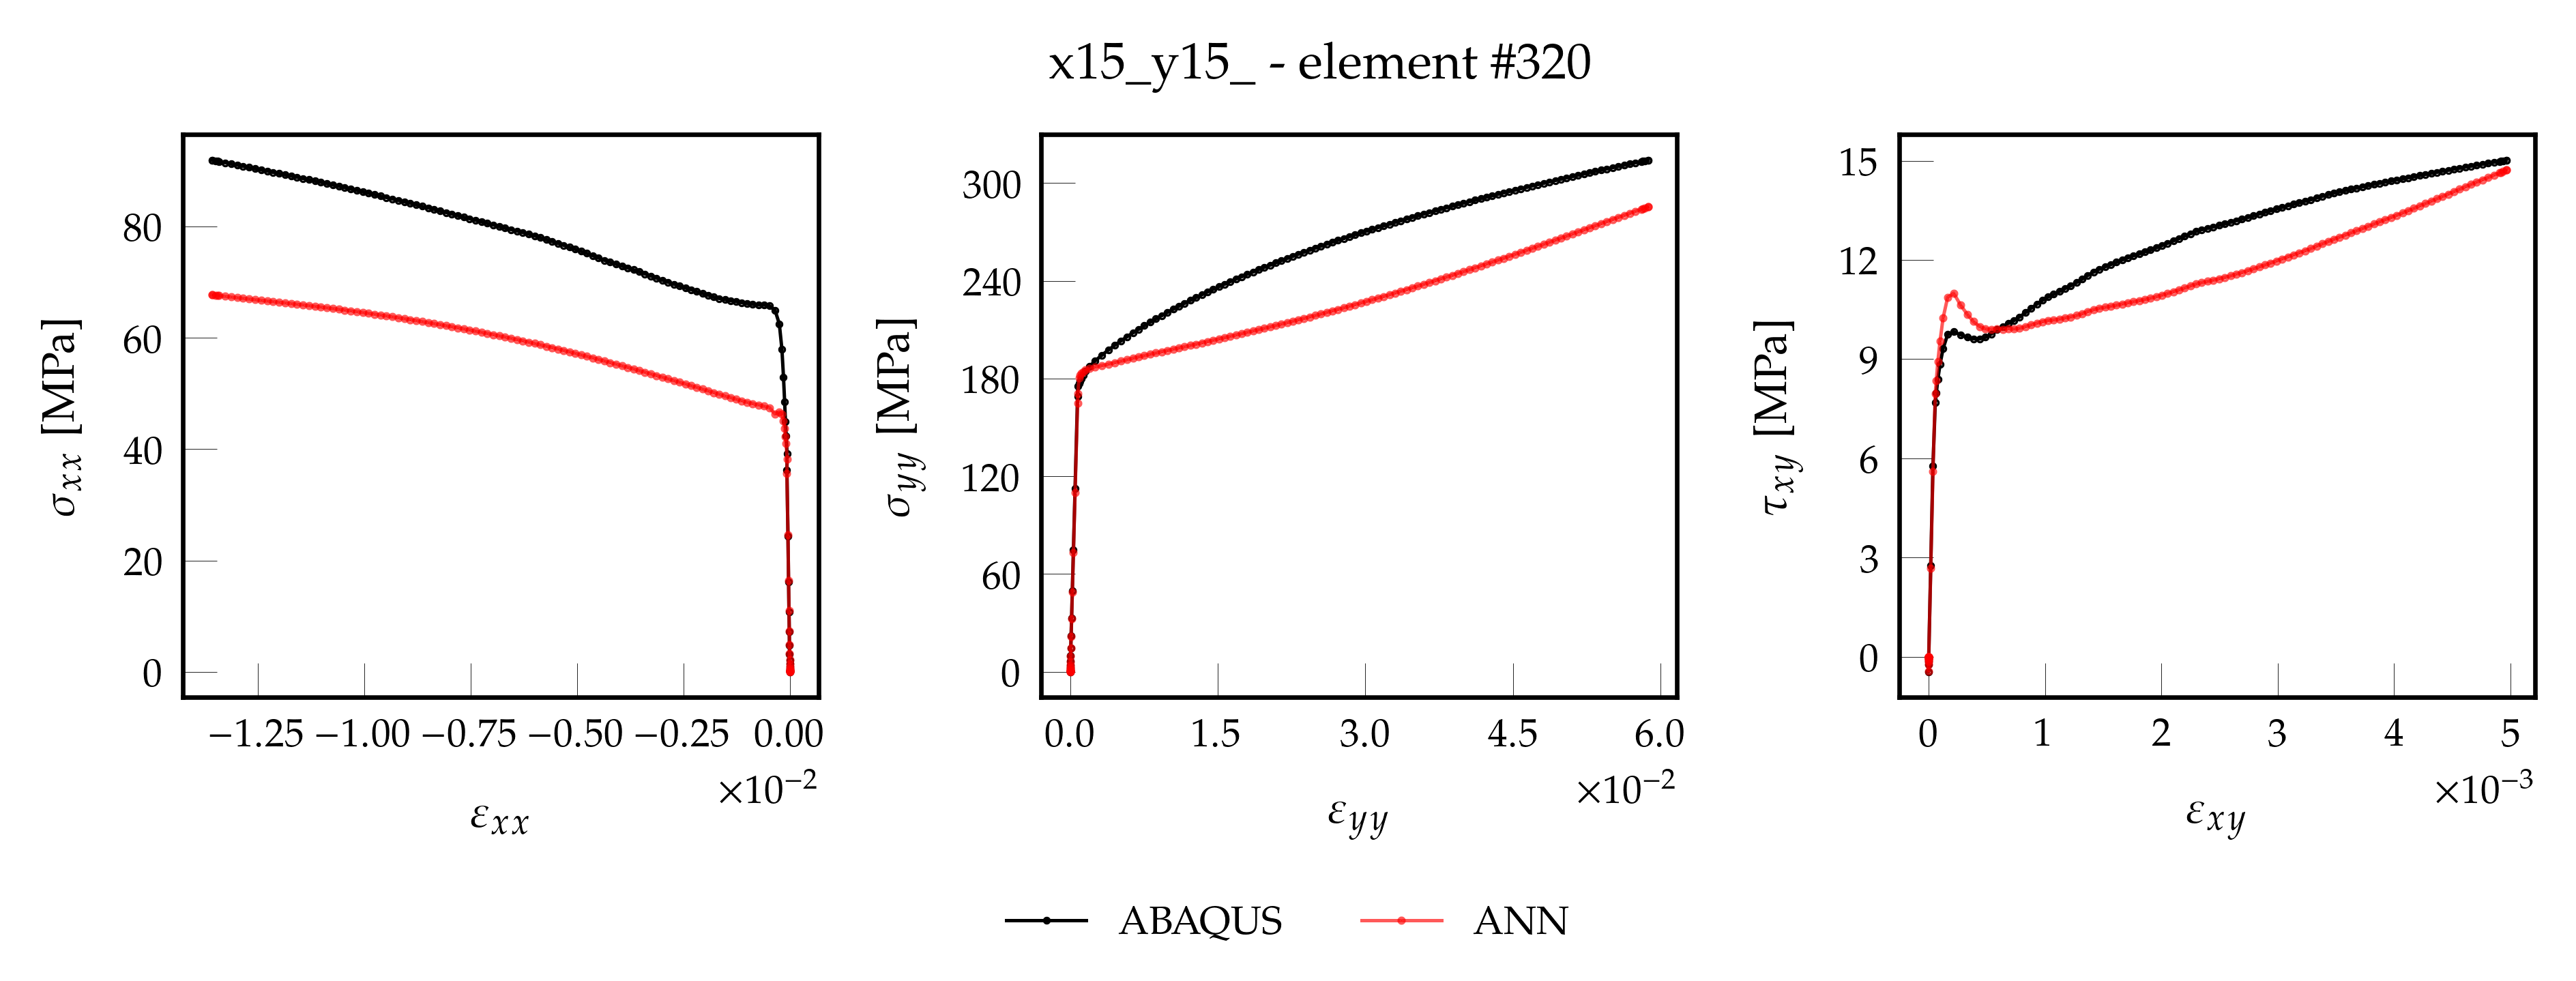 x15_y15_ - element #320
σxx [MPa]
80
60
40
20
0
−1.25 −1.00 −0.75 −0.50 −0.25 0.00
×10−2
εxx
σyy [MPa]
300
240
180
120
60
0
0.0 1.5 3.0 4.5 6.0
×10−2
εyy
τxy [MPa]
15
12
9
6
3
0
0 1 2 3 4 5
×10−3
εxy
ABAQUS ANN